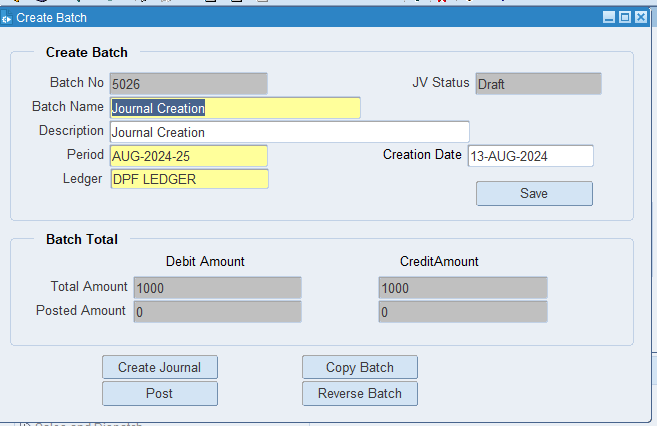 Create Batch
Create Batch
Batch No 5026 JV Status Draft
Batch Name Journal Creation
Description Journal Creation
Period AUG-2024-25 Creation Date 13-AUG-2024
Ledger DPF LEDGER
Save
Batch Total
Debit Amount CreditAmount
Total Amount 1000 1000
Posted Amount 0 0
Create Journal Copy Batch
Post Reverse Batch